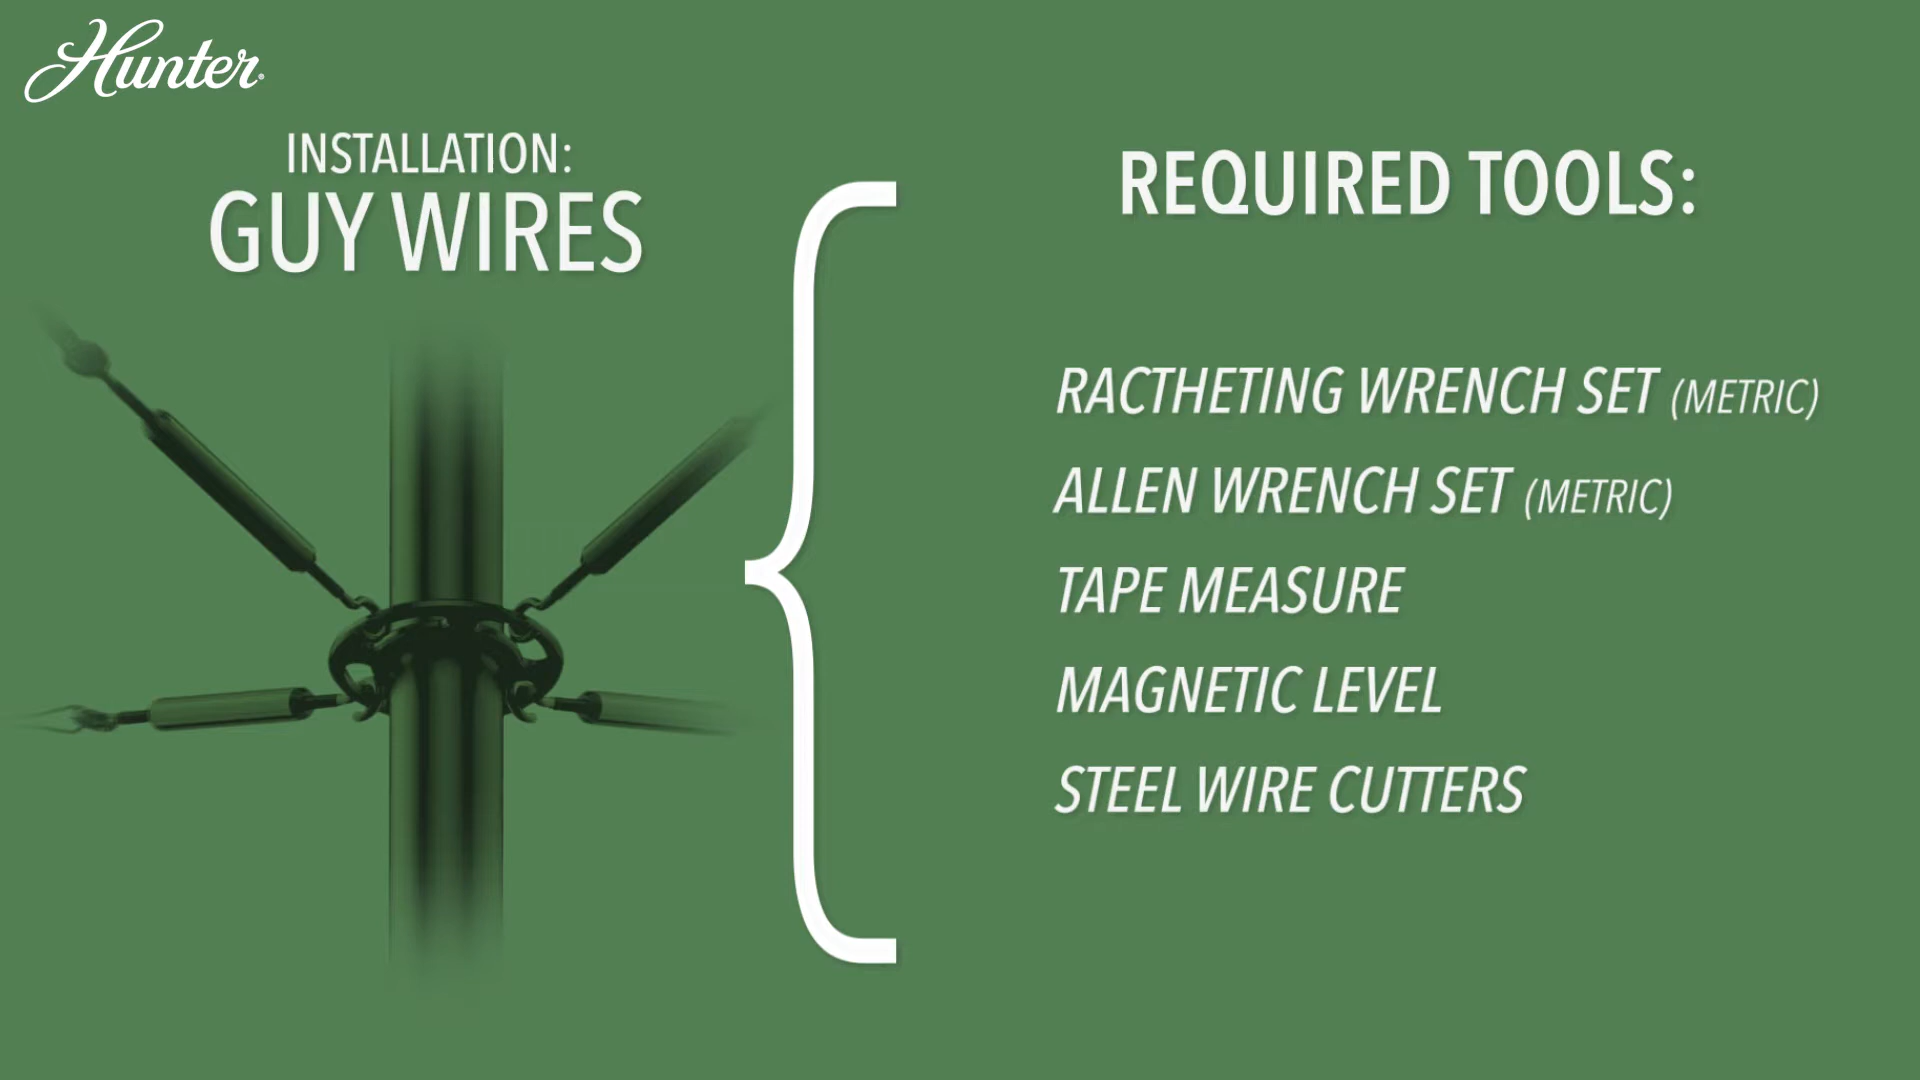 Hunter®
INSTALLATION:
GUY WIRES
REQUIRED TOOLS:
RACTHETING WRENCH SET (METRIC)
ALLEN WRENCH SET (METRIC)
TAPE MEASURE
MAGNETIC LEVEL
STEEL WIRE CUTTERS